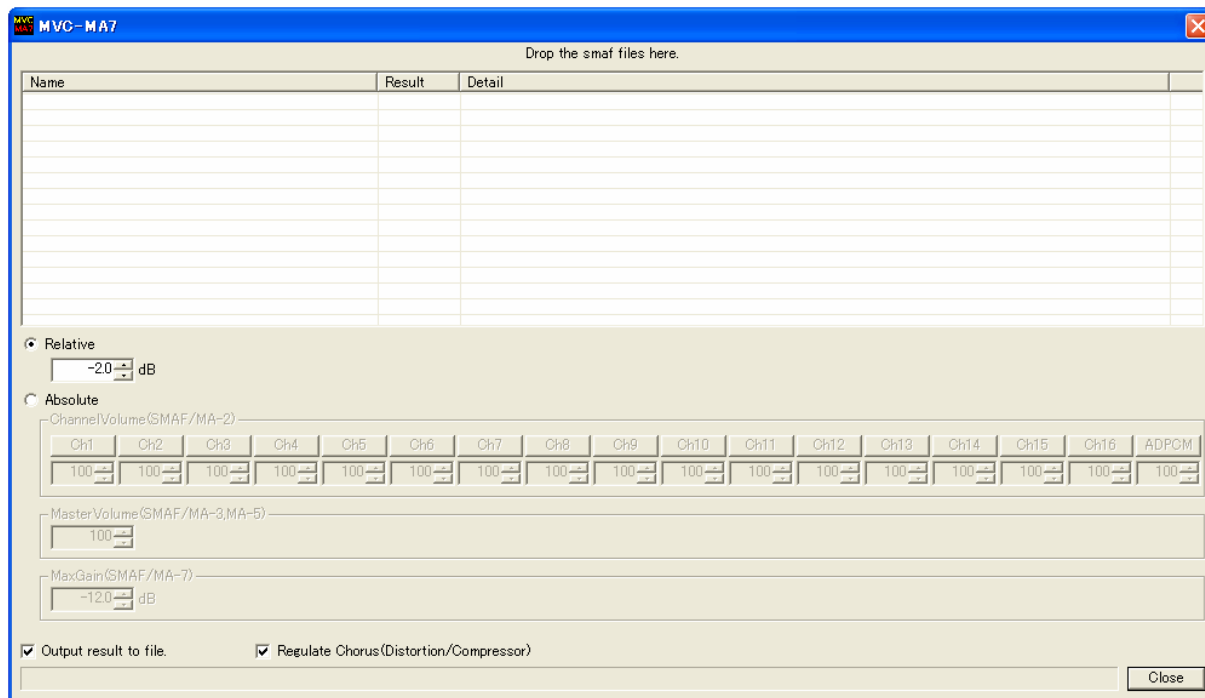 MVC MA7 MVC-MA7
Drop the smaf files here.
Name Result Detail
Relative
-2.0 dB
Absolute
ChannelVolume(SMAF/MA-2)
Ch1 Ch2 Ch3 Ch4 Ch5 Ch6 Ch7 Ch8 Ch9 Ch10 Ch11 Ch12 Ch13 Ch14 Ch15 Ch16 ADPCM
100 100 100 100 100 100 100 100 100 100 100 100 100 100 100 100 100
MasterVolume(SMAF/MA-3,MA-5)
100
MaxGain(SMAF/MA-7)
-12.0 dB
Output result to file. Regulate Chorus(Distortion/Compressor)
Close